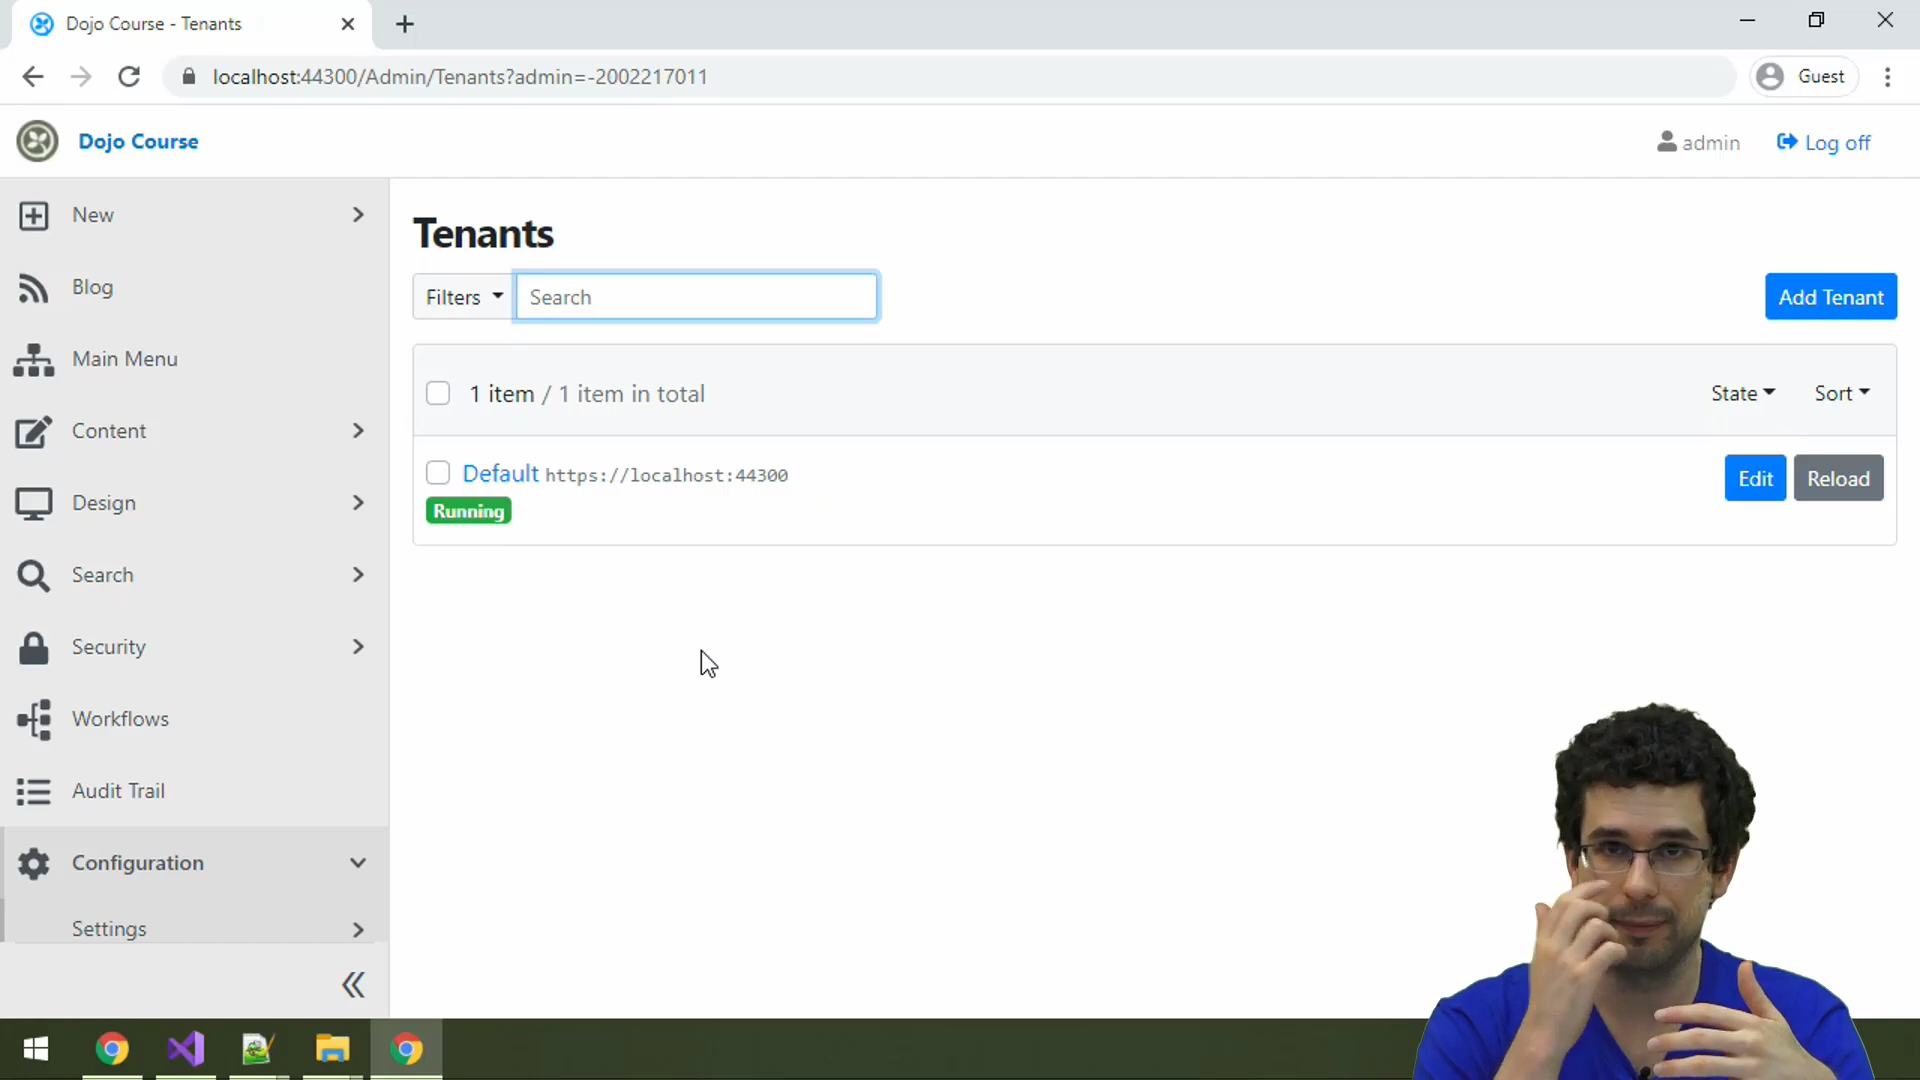 Dojo Course - Tenants
localhost:44300/Admin/Tenants?admin=-2002217011
Guest
Dojo Course
admin
Log off
New
Blog
Main Menu
Content
Design
Search
Security
Workflows
Audit Trail
Configuration
Settings
Tenants
Filters
Search
Add Tenant
1 item / 1 item in total
State
Sort
Default https://localhost:44300
Running
Edit
Reload